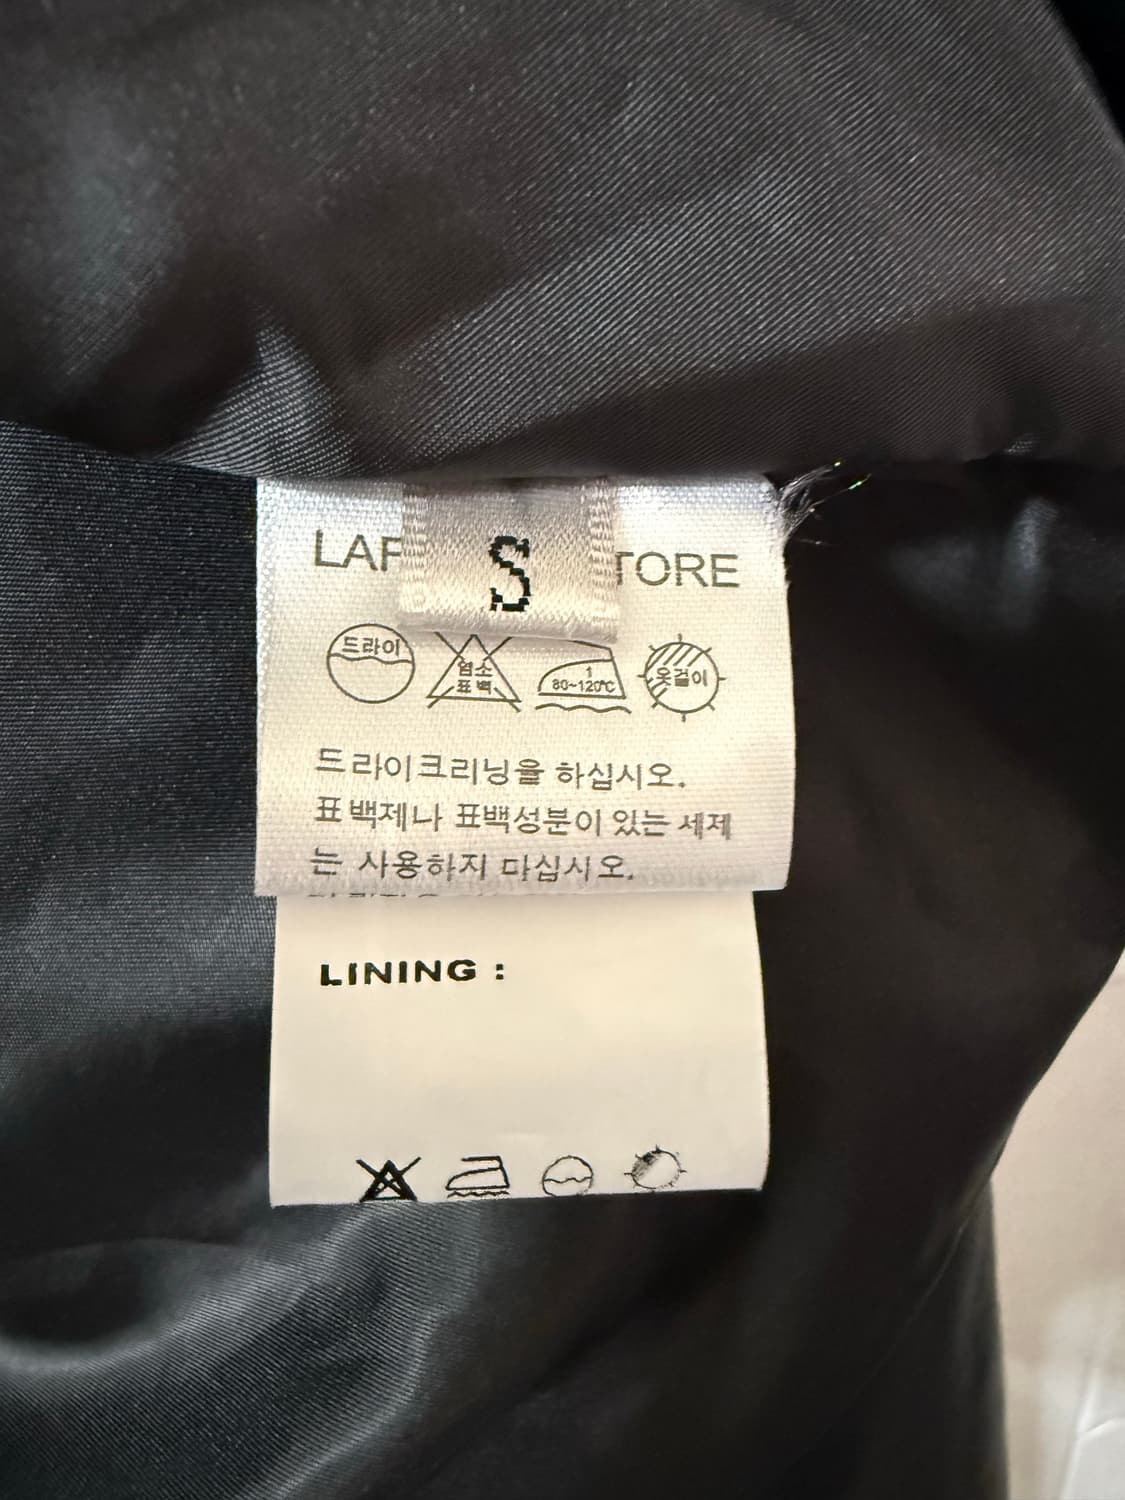 S
드라이
염소
표백
1
80~120℃
옷걸이
드라이크리닝을 하십시오.
표백제나 표백성분이 있는 세제
는 사용하지 마십시오.
LINING :